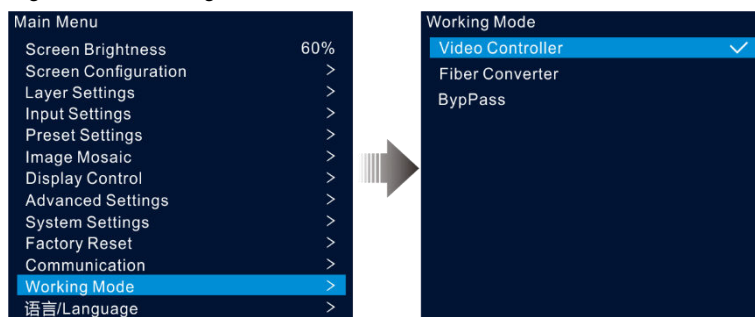 Main Menu
Screen Brightness 60%
Screen Configuration >
Layer Settings >
Input Settings >
Preset Settings >
Image Mosaic >
Display Control >
Advanced Settings >
System Settings >
Factory Reset >
Communication >
Working Mode >
语言/Language >
Working Mode
Video Controller ✓
Fiber Converter
BypPass